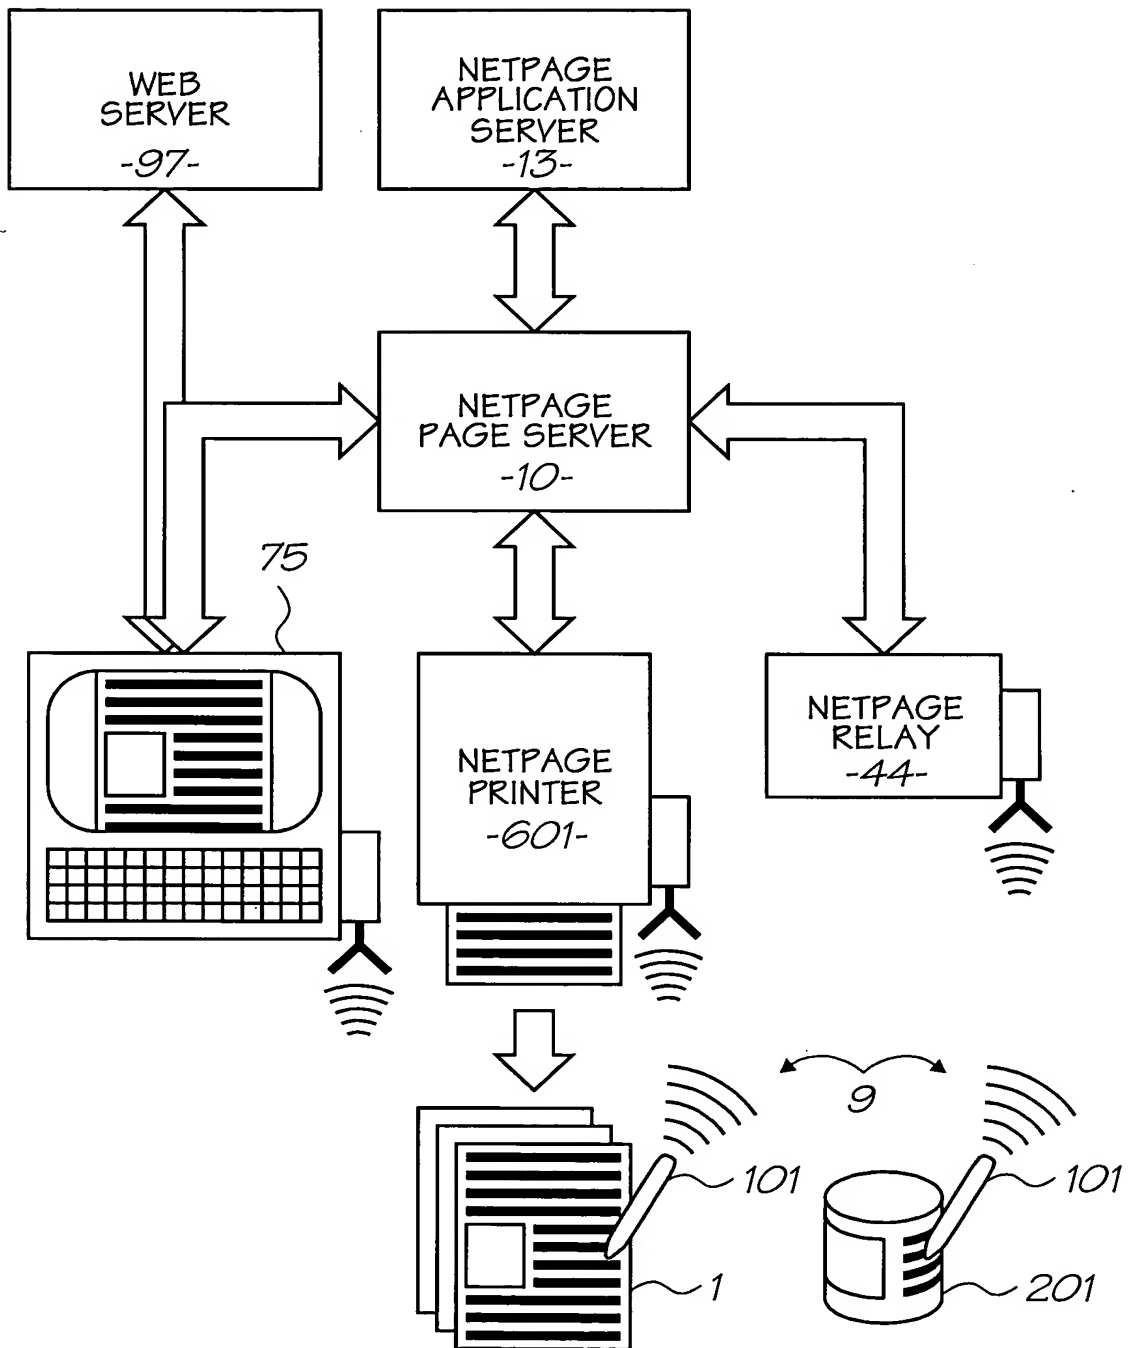 WEB
SERVER
-97-
NETPAGE
APPLICATION
SERVER
-13-
NETPAGE
PAGE SERVER
-10-
75
NETPAGE
PRINTER
-601-
NETPAGE
RELAY
-44-
9
101
101
1
201